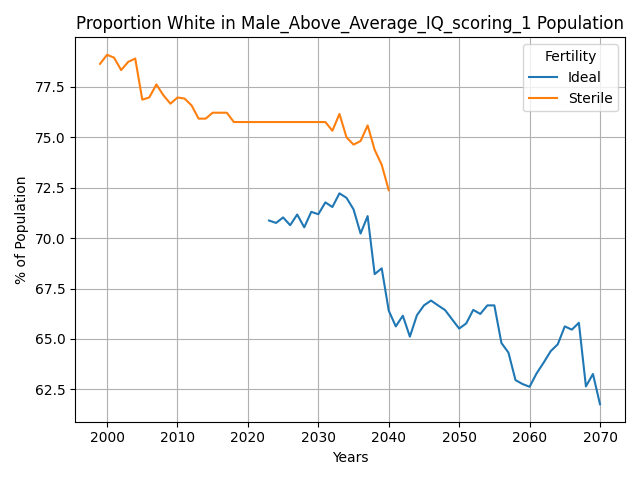 Proportion White in Male_Above_Average_IQ_scoring_1 Population
Fertility
Ideal
Sterile
77.5
75.0
72.5
70.0
67.5
65.0
62.5
% of Population
2000 2010 2020 2030 2040 2050 2060 2070
Years